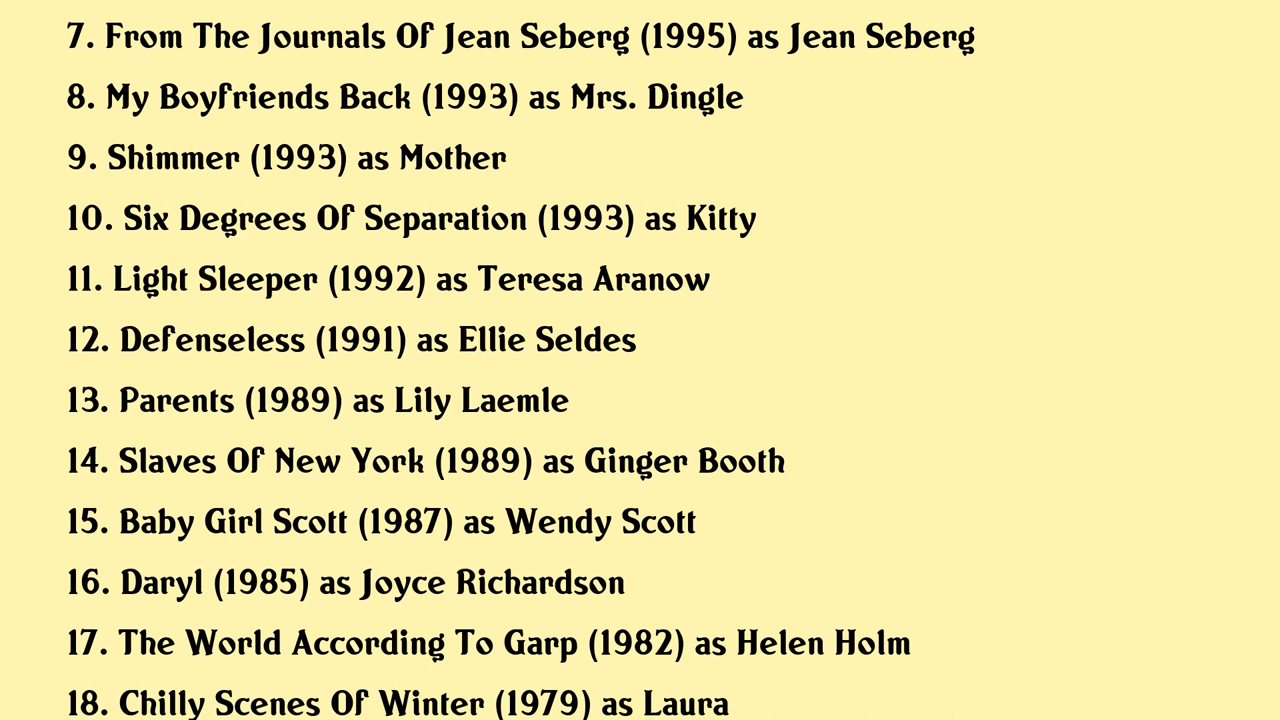 7. From The Journals Of Jean Seberg (1995) as Jean Seberg
8. My Boyfriends Back (1993) as Mrs. Dingle
9. Shimmer (1993) as Mother
10. Six Degrees Of Separation (1993) as Kitty
11. Light Sleeper (1992) as Teresa Aranow
12. Defenseless (1991) as Ellie Seldes
13. Parents (1989) as Lily Laemle
14. Slaves Of New York (1989) as Ginger Booth
15. Baby Girl Scott (1987) as Wendy Scott
16. Daryl (1985) as Joyce Richardson
17. The World According To Garp (1982) as Helen Holm
18. Chilly Scenes Of Winter (1979) as Laura